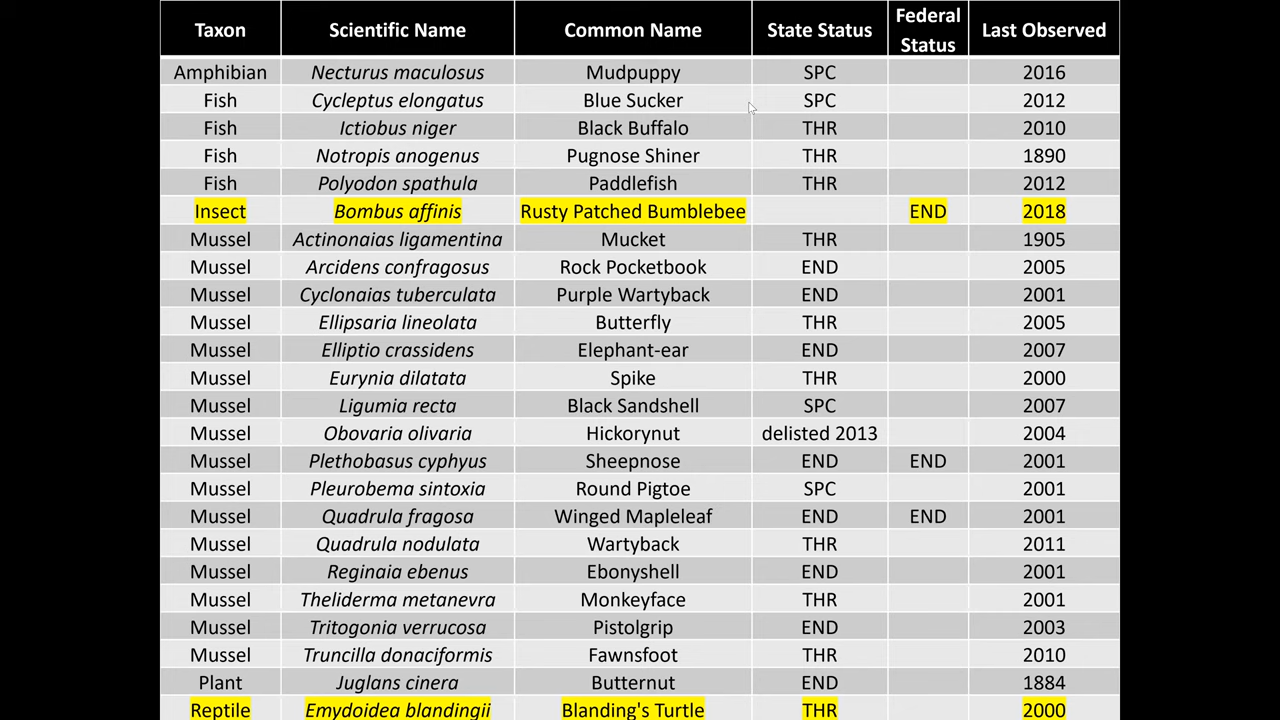 Taxon Scientific Name Common Name State Status Federal Status Last Observed
Amphibian Necturus maculosus Mudpuppy SPC 2016
Fish Cycleptus elongatus Blue Sucker SPC 2012
Fish Ictiobus niger Black Buffalo THR 2010
Fish Notropis anogenus Pugnose Shiner THR 1890
Fish Polyodon spathula Paddlefish THR 2012
Insect Bombus affinis Rusty Patched Bumblebee END 2018
Mussel Actinonaias ligamentina Mucket THR 1905
Mussel Arcidens confragosus Rock Pocketbook END 2005
Mussel Cyclonaias tuberculata Purple Wartyback END 2001
Mussel Ellipsaria lineolata Butterfly THR 2005
Mussel Elliptio crassidens Elephant-ear END 2007
Mussel Eurynia dilatata Spike THR 2000
Mussel Ligumia recta Black Sandshell SPC 2007
Mussel Obovaria olivaria Hickorynut delisted 2013 2004
Mussel Plethobasus cyphyus Sheepnose END END 2001
Mussel Pleurobema sintoxia Round Pigtoe SPC 2001
Mussel Quadrula fragosa Winged Mapleleaf END END 2001
Mussel Quadrula nodulata Wartyback THR 2011
Mussel Reginaia ebenus Ebonyshell END 2001
Mussel Theliderma metanevra Monkeyface THR 2001
Mussel Tritogonia verrucosa Pistolgrip END 2003
Mussel Truncilla donaciformis Fawnsfoot THR 2010
Plant Juglans cinera Butternut END 1884
Reptile Emydoidea blandingii Blanding's Turtle THR 2000